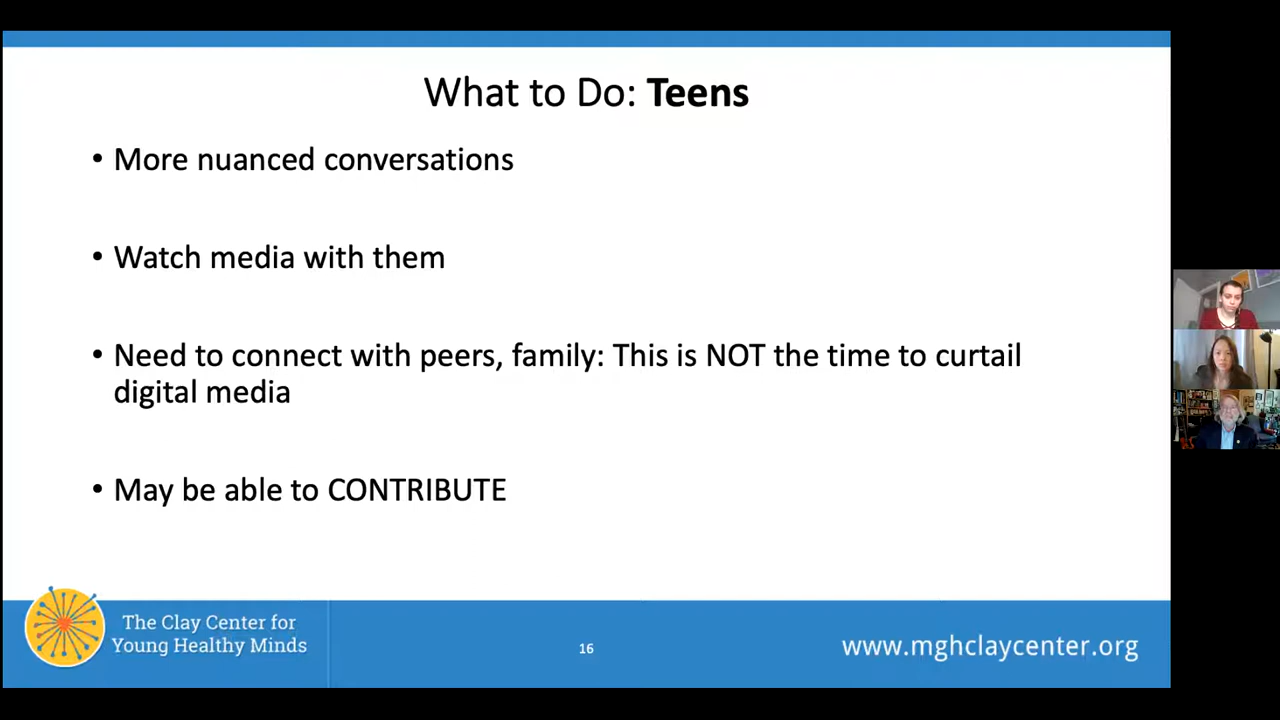 What to Do: Teens
• More nuanced conversations
• Watch media with them
• Need to connect with peers, family: This is NOT the time to curtail
digital media
• May be able to CONTRIBUTE
The Clay Center for
Young Healthy Minds
16
www.mghclaycenter.org